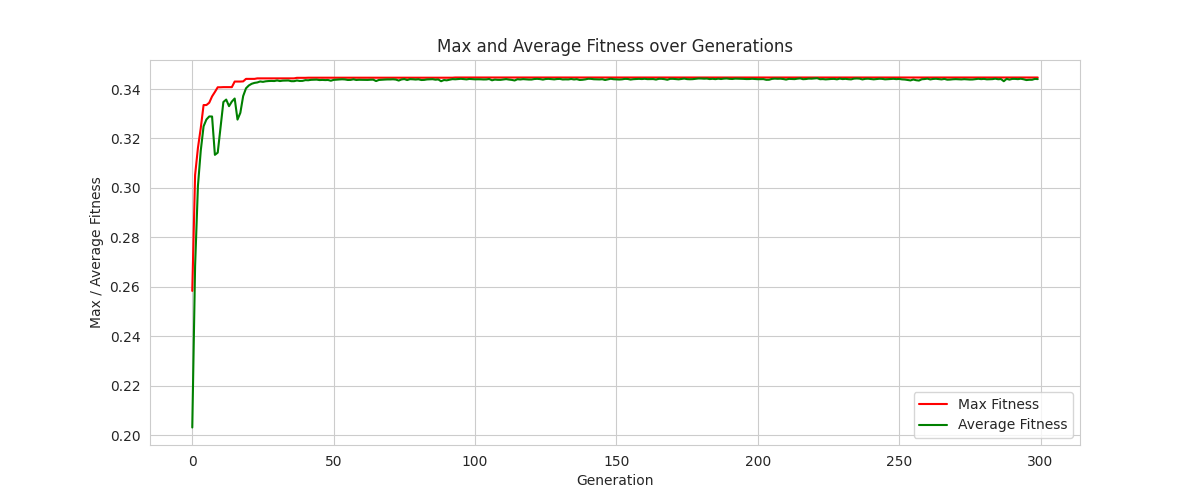 Max and Average Fitness over Generations
Max / Average Fitness
0.34
0.32
0.30
0.28
0.26
0.24
0.22
0.20
0 50 100 150 200 250 300
Generation
Max Fitness
Average Fitness